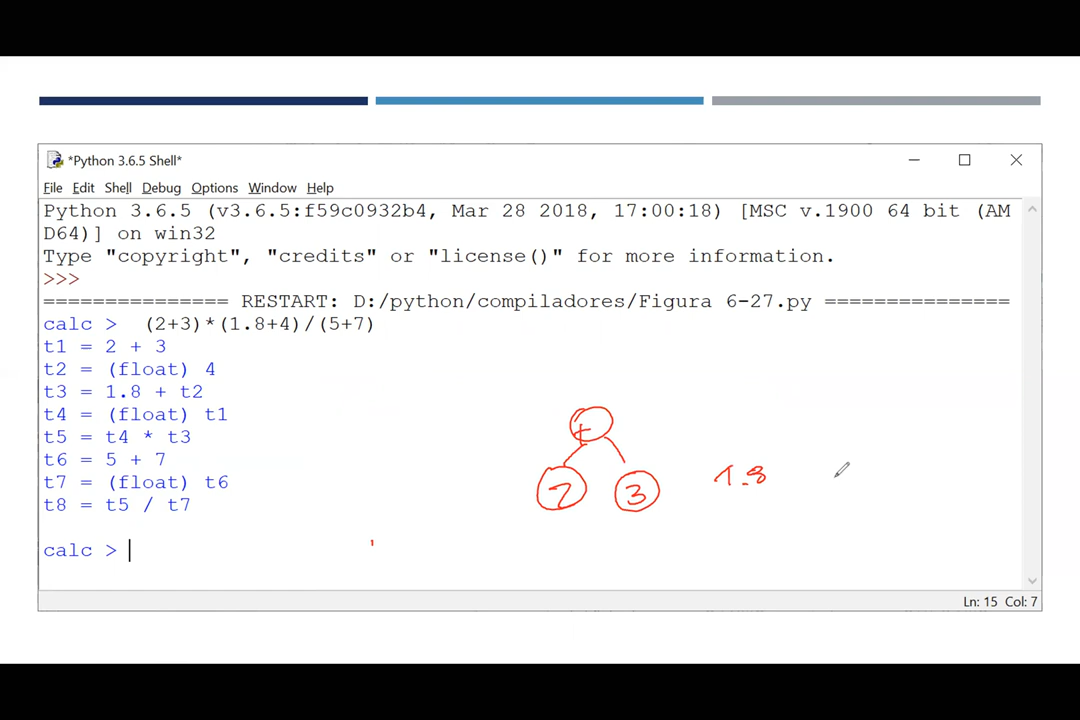 *Python 3.6.5 Shell*
File Edit Shell Debug Options Window Help
Python 3.6.5 (v3.6.5:f59c0932b4, Mar 28 2018, 17:00:18) [MSC v.1900 64 bit (AM
D64)] on win32
Type "copyright", "credits" or "license()" for more information.
>>>
=============== RESTART: D:/python/compiladores/Figura 6-27.py ===============
calc >  (2+3)*(1.8+4)/(5+7)
t1 = 2 + 3
t2 = (float) 4
t3 = 1.8 + t2
t4 = (float) t1
t5 = t4 * t3
t6 = 5 + 7
t7 = (float) t6
t8 = t5 / t7
calc >
+
2 3 1.8
Ln: 15 Col: 7